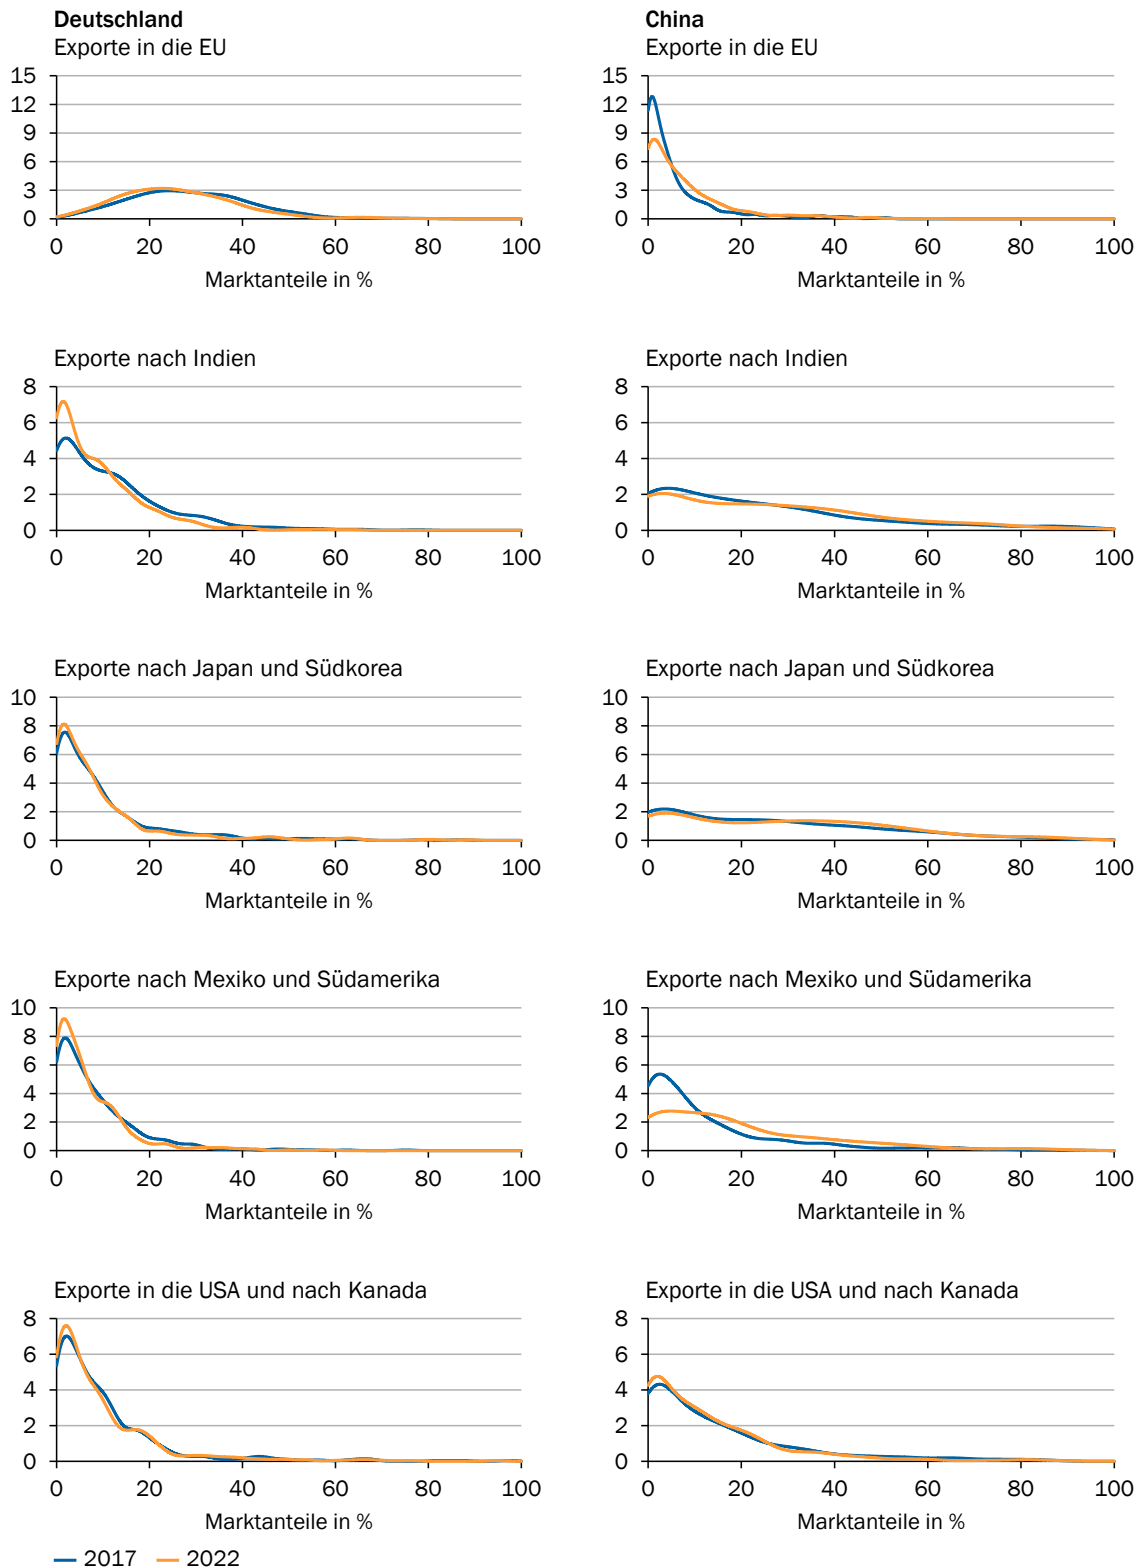 Deutschland
Exporte in die EU
15
12
9
6
3
0
0 20 40 60 80 100
Marktanteile in %
China
Exporte in die EU
15
12
9
6
3
0
0 20 40 60 80 100
Marktanteile in %
Exporte nach Indien
8
6
4
2
0
0 20 40 60 80 100
Marktanteile in %
Exporte nach Indien
8
6
4
2
0
0 20 40 60 80 100
Marktanteile in %
Exporte nach Japan und Südkorea
10
8
6
4
2
0
0 20 40 60 80 100
Marktanteile in %
Exporte nach Japan und Südkorea
10
8
6
4
2
0
0 20 40 60 80 100
Marktanteile in %
Exporte nach Mexiko und Südamerika
10
8
6
4
2
0
0 20 40 60 80 100
Marktanteile in %
Exporte nach Mexiko und Südamerika
10
8
6
4
2
0
0 20 40 60 80 100
Marktanteile in %
Exporte in die USA und nach Kanada
8
6
4
2
0
0 20 40 60 80 100
Marktanteile in %
Exporte in die USA und nach Kanada
8
6
4
2
0
0 20 40 60 80 100
Marktanteile in %
2017 2022